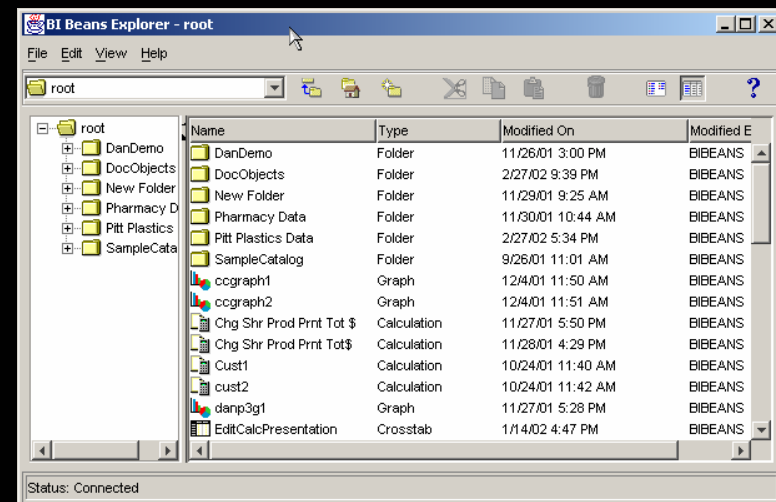 BI Beans Explorer - root
File Edit View Help
root
?
root
DanDemo
DocObjects
New Folder
Pharmacy D
Pitt Plastics
SampleCata
Name Type Modified On Modified E
DanDemo Folder 11/26/01 3:00 PM BIBEANS
DocObjects Folder 2/27/02 9:39 PM BIBEANS
New Folder Folder 11/29/01 9:25 AM BIBEANS
Pharmacy Data Folder 11/30/01 10:44 AM BIBEANS
Pitt Plastics Data Folder 2/27/02 5:34 PM BIBEANS
SampleCatalog Folder 9/26/01 11:01 AM BIBEANS
ccgraph1 Graph 12/4/01 11:50 AM BIBEANS
ccgraph2 Graph 12/4/01 11:51 AM BIBEANS
Chg Shr Prod Prnt Tot $ Calculation 11/27/01 5:50 PM BIBEANS
Chg Shr Prod Prnt Tot$ Calculation 11/28/01 4:29 PM BIBEANS
Cust1 Calculation 10/24/01 11:40 AM BIBEANS
cust2 Calculation 10/24/01 11:42 AM BIBEANS
danp3g1 Graph 11/27/01 5:28 PM BIBEANS
EditCalcPresentation Crosstab 1/14/02 4:47 PM BIBEANS
Status: Connected